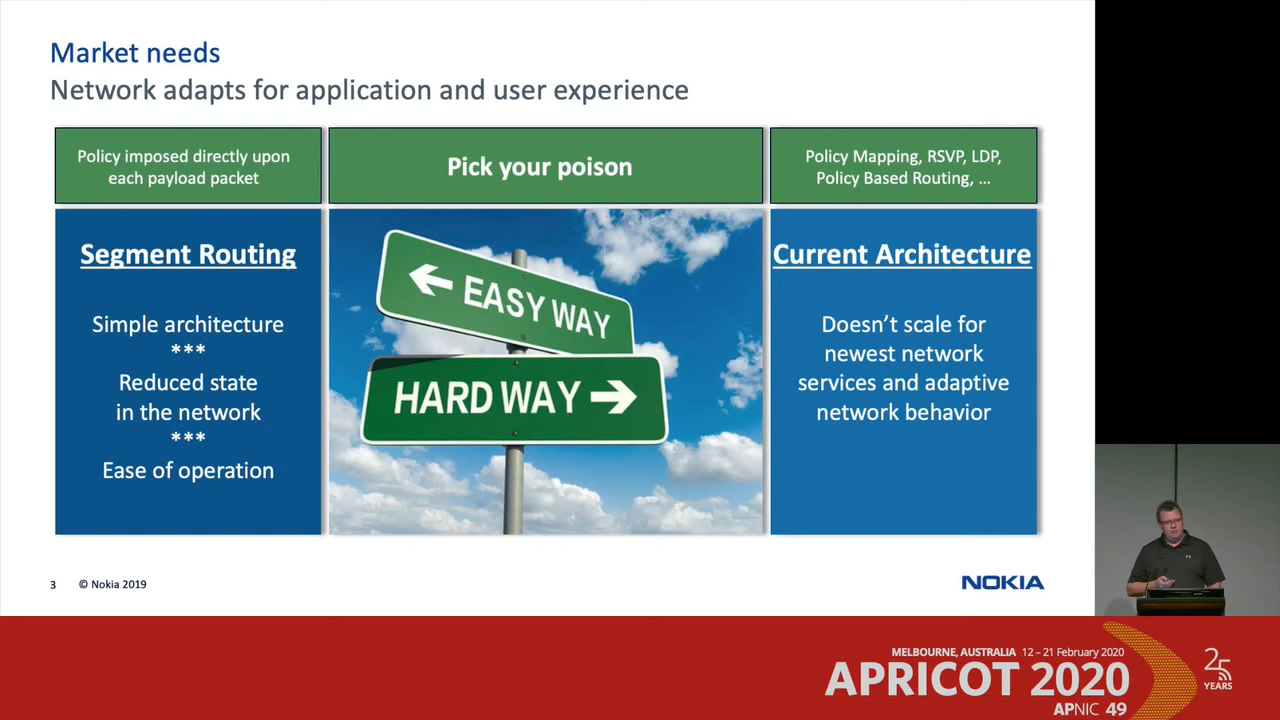 Market needs
Network adapts for application and user experience
Policy imposed directly upon
each payload packet
Pick your poison
Policy Mapping, RSVP, LDP,
Policy Based Routing, ...
Segment Routing
Simple architecture
***
Reduced state
in the network
***
Ease of operation
← EASY WAY
HARD WAY →
Current Architecture
Doesn’t scale for
newest network
services and adaptive
network behavior
3 © Nokia 2019
NOKIA
MELBOURNE, AUSTRALIA 12 – 21 February 2020
APRICOT 2020
APNIC 49
25
YEARS